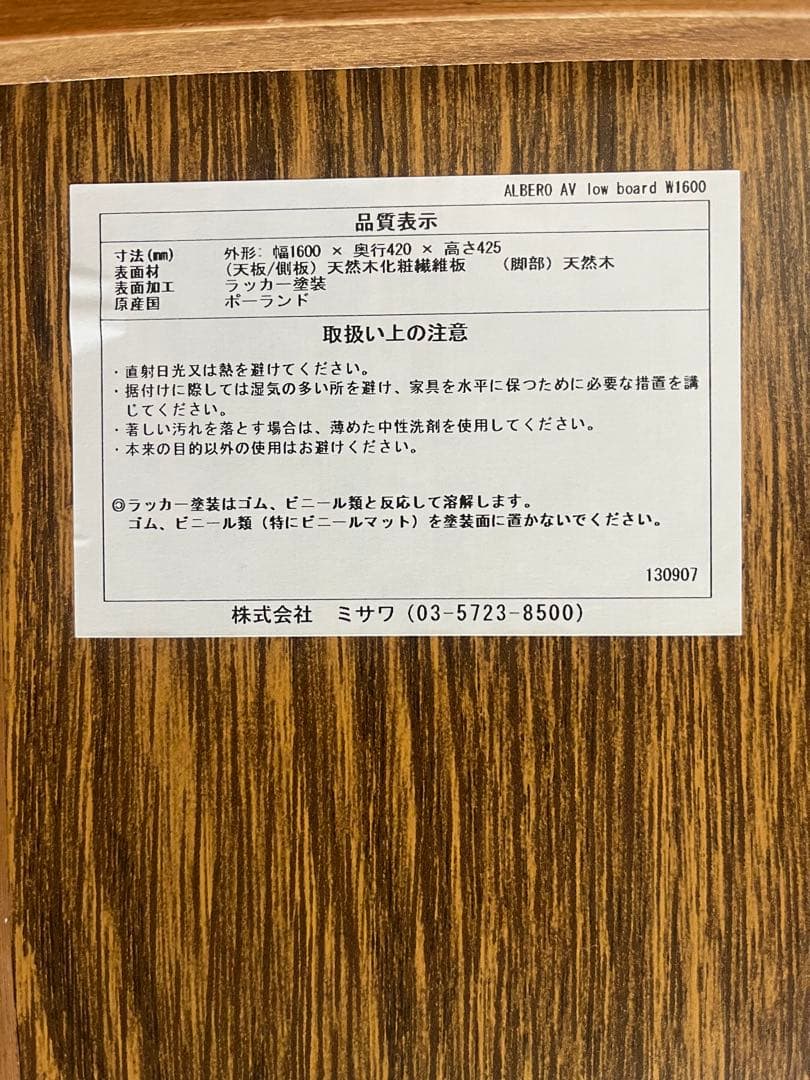 ALBERO AV low board W1600
品質表示
寸法(㎜) 外形: 幅1600 × 奥行420 × 高さ425
表面材 (天板/側板) 天然木化粧繊維板 (脚部) 天然木
表面加工 ラッカー塗装
原産国 ポーランド
取扱い上の注意
・直射日光又は熱を避けてください。
・据付けに際しては湿気の多い所を避け、家具を水平に保つために必要な措置を講
じてください。
・著しい汚れを落とす場合は、薄めた中性洗剤を使用してください。
・本来の目的以外の使用はお避けください。
◎ラッカー塗装はゴム、ビニール類と反応して溶解します。
ゴム、ビニール類（特にビニールマット）を塗装面に置かないでください。
130907
株式会社 ミサワ (03-5723-8500)